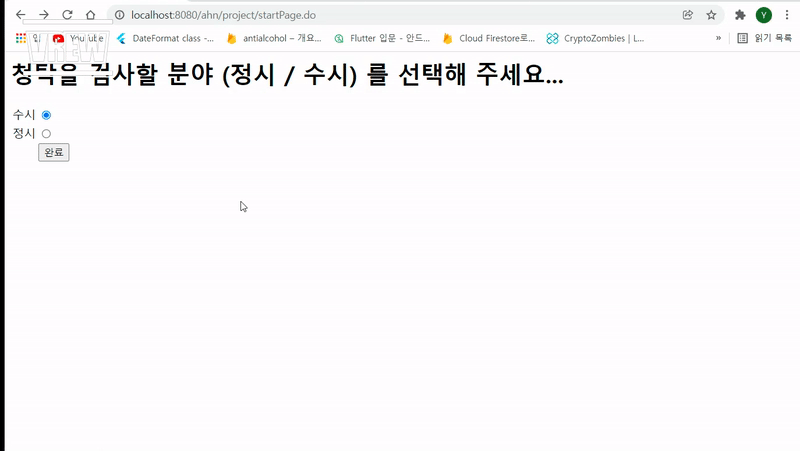 localhost:8080/ahn/project/startPage.do
Y
YouTube
DateFormat class -...
antialcohol – 개요...
Flutter 입문 - 안드...
Cloud Firestore로...
CryptoZombies | L...
»
읽기 목록
VREW
청탁을 검사할 분야 (정시 / 수시) 를 선택해 주세요...
수시
정시
완료